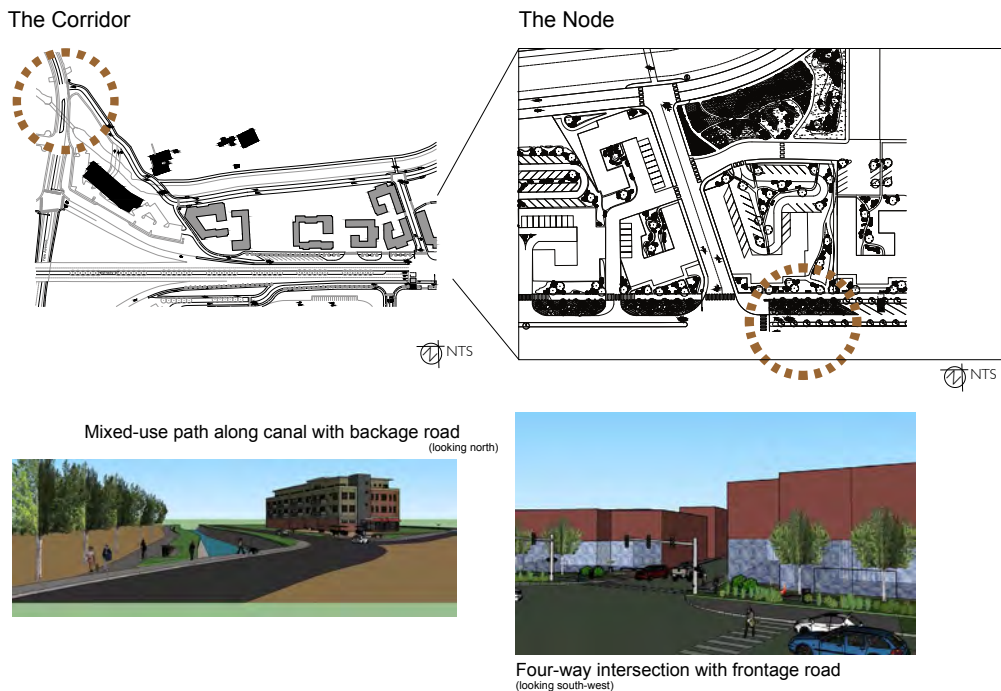 The Corridor
The Node
NTS
NTS
Mixed-use path along canal with backage road
(looking north)
Four-way intersection with frontage road
(looking south-west)